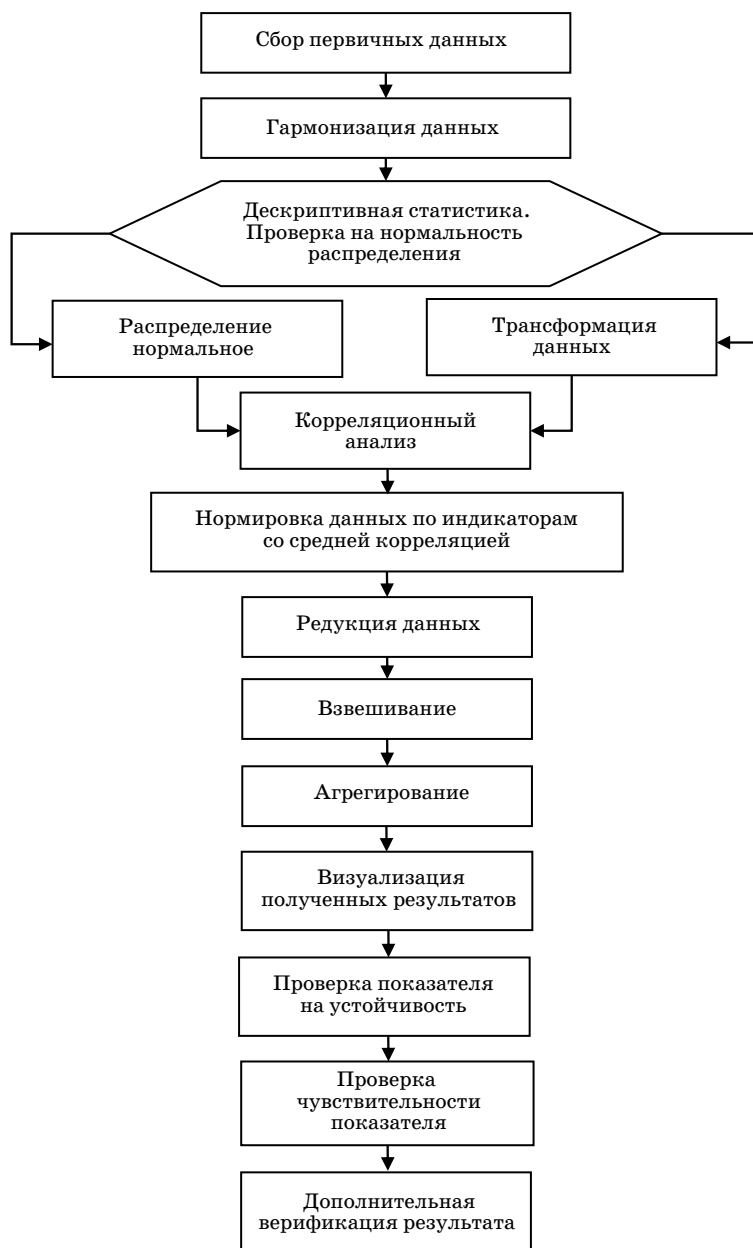 Сбор первичных данных
Гармонизация данных
Дескриптивная статистика.
Проверка на нормальность
распределения
Распределение
нормальное
Трансформация
данных
Корреляционный
анализ
Нормировка данных по индикаторам
со средней корреляцией
Редукция данных
Взвешивание
Агрегирование
Визуализация
полученных результатов
Проверка показателя
на устойчивость
Проверка
чувствительности
показателя
Дополнительная
верификация результата